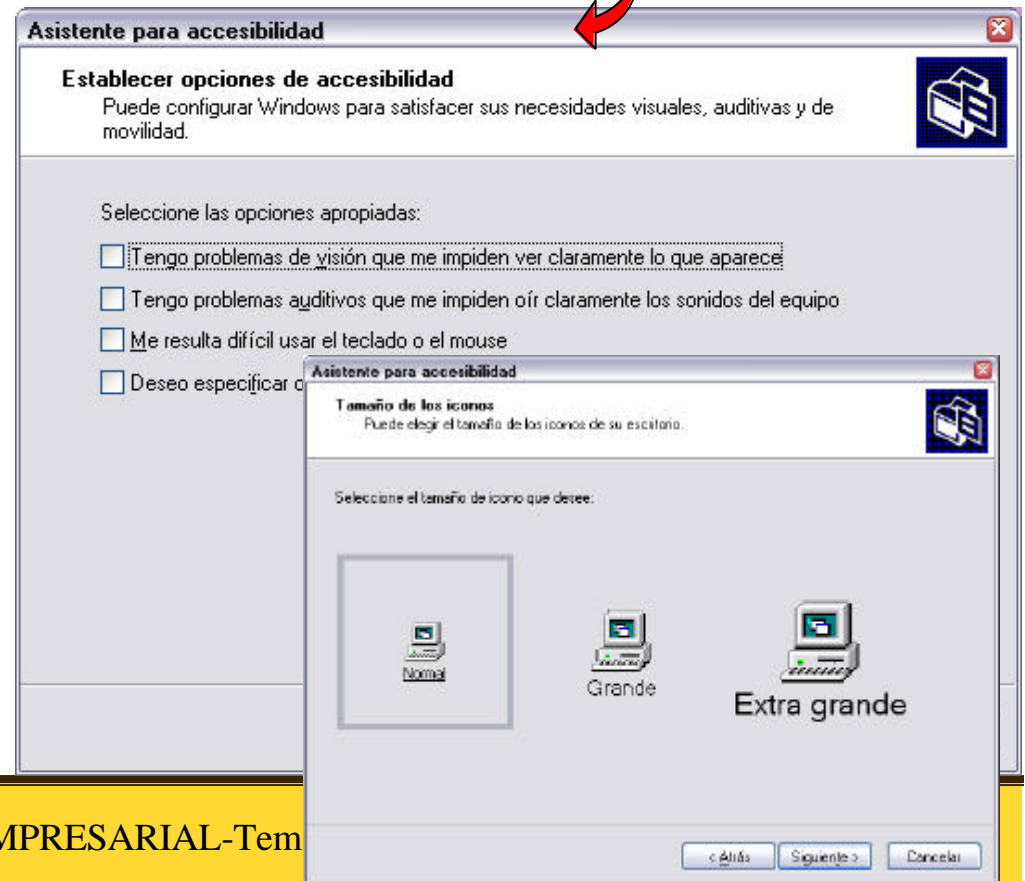 Asistente para accesibilidad
Establecer opciones de accesibilidad
Puede configurar Windows para satisfacer sus necesidades visuales, auditivas y de
movilidad.
Seleccione las opciones apropiadas:
Tengo problemas de visión que me impiden ver claramente lo que aparece
Tengo problemas auditivos que me impiden oír claramente los sonidos del equipo
Me resulta difícil usar el teclado o el mouse
Deseo especificar
Asistente para accesibilidad
Tamaño de los iconos
Puede elegir el tamaño de los iconos de su escritorio.
Seleccione el tamaño de icono que desee:
Normal
Grande
Extra grande
< Atrás
Siguiente >
Cancelar
MPRESARIAL-Tem